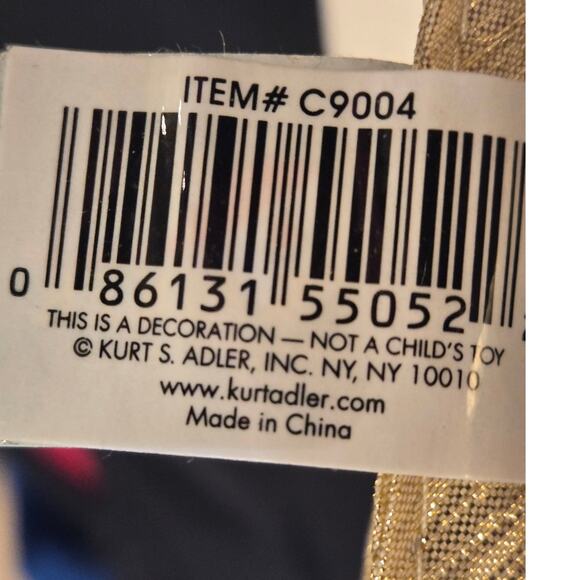 ITEM# C9004
0 86131 55052
THIS IS A DECORATION — NOT A CHILD'S TOY
© KURT S. ADLER, INC. NY, NY 10010
www.kurtadler.com
Made in China